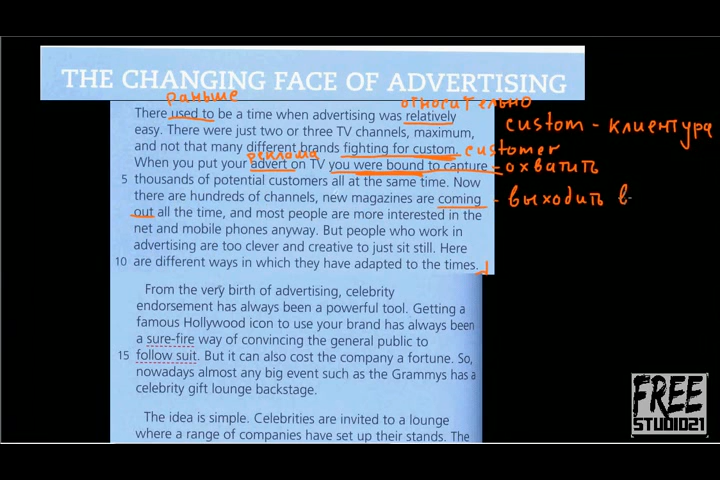 THE CHANGING FACE OF ADVERTISING
раньше
относительно
There used to be a time when advertising was relatively
easy. There were just two or three TV channels, maximum,
custom - клиентура
and not that many different brands fighting for custom.
customer
реклама
When you put your advert on TV you were bound to capture
- охватить
5 thousands of potential customers all at the same time. Now
there are hundreds of channels, new magazines are coming
- выходить в
out all the time, and most people are more interested in the
net and mobile phones anyway. But people who work in
advertising are too clever and creative to just sit still. Here
10 are different ways in which they have adapted to the times.
From the very birth of advertising, celebrity
endorsement has always been a powerful tool. Getting a
famous Hollywood icon to use your brand has always been
a sure-fire way of convincing the general public to
15 follow suit. But it can also cost the company a fortune. So,
nowadays almost any big event such as the Grammys has a
celebrity gift lounge backstage.
The idea is simple. Celebrities are invited to a lounge
where a range of companies have set up their stands. The
FREE
STUDIO21